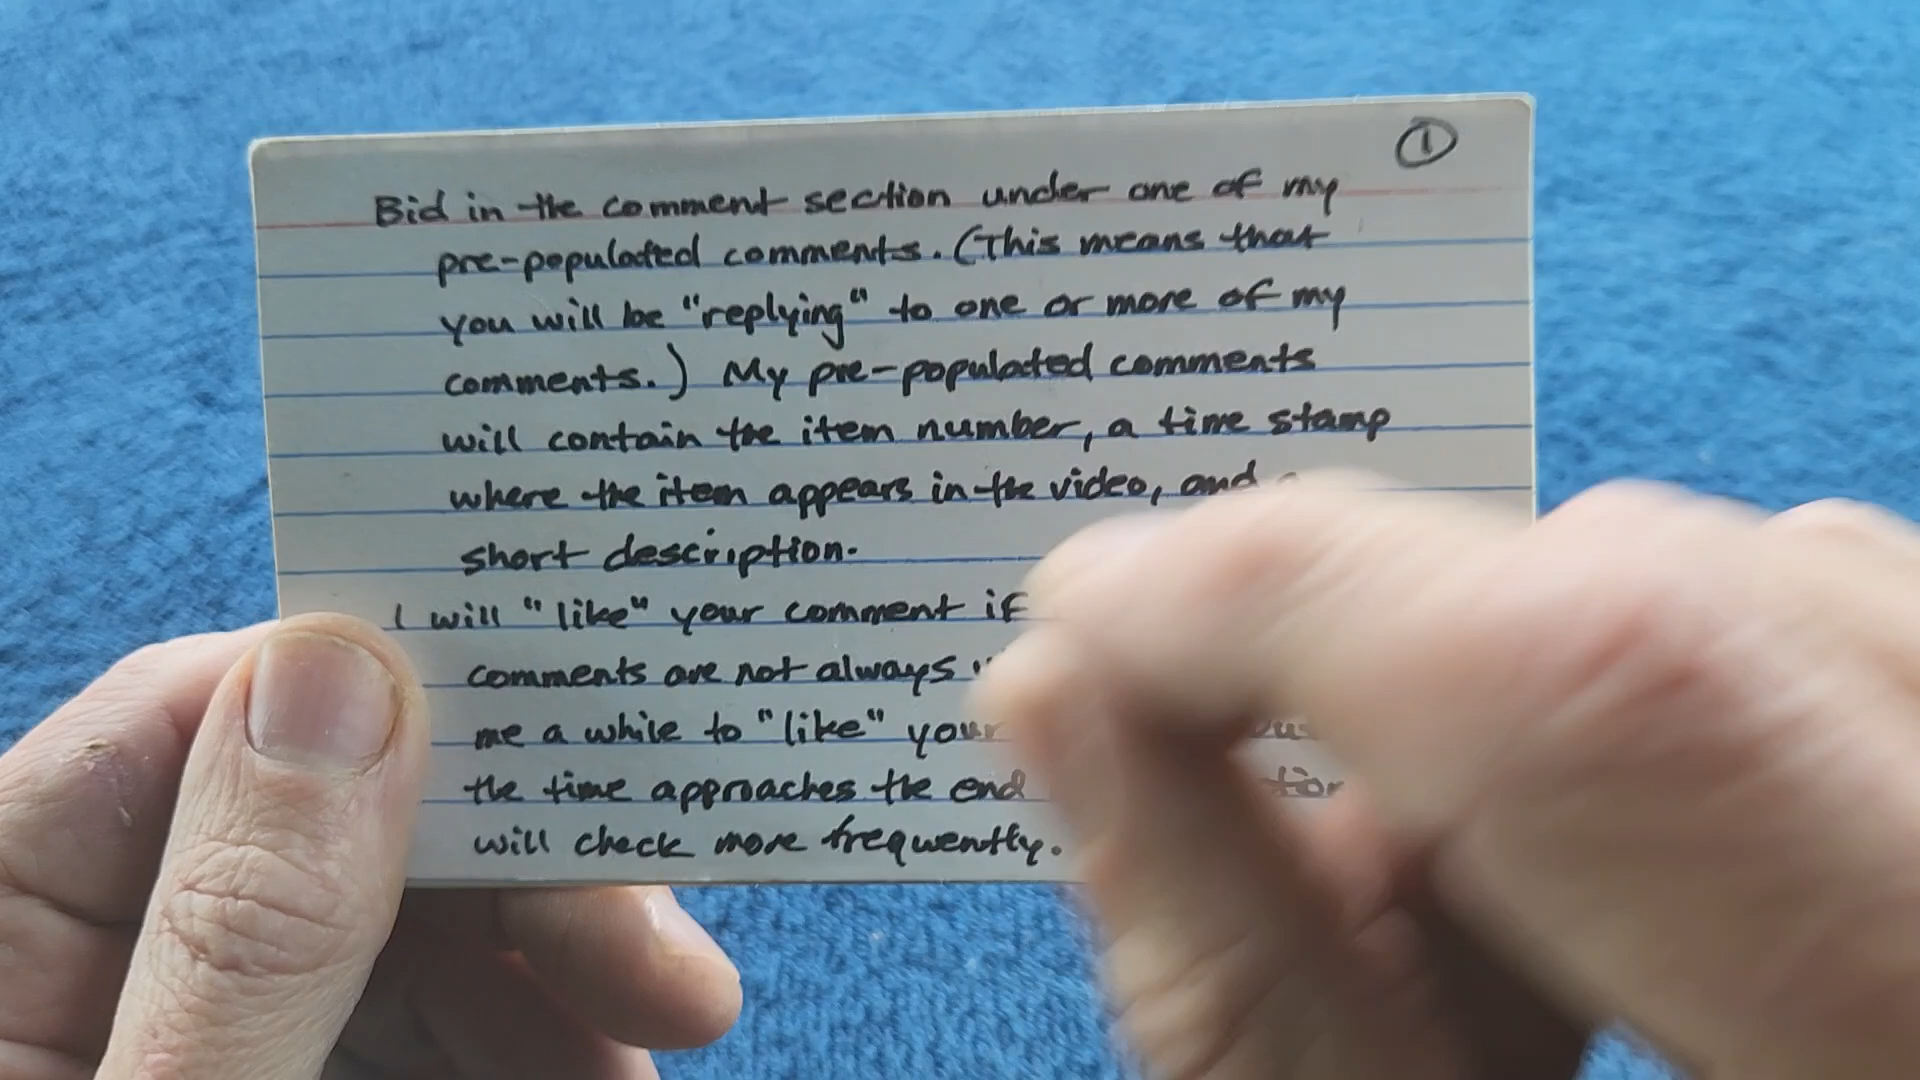 ①
Bid in the comment section under one of my
pre-populated comments. (This means that
you will be "replying" to one or more of my
comments.) My pre-populated comments
will contain the item number, a time stamp
where the item appears in the video, and
short description.
I will "like" your comment if
comments are not always
me a while to "like" your
the time approaches the end
will check more frequently.